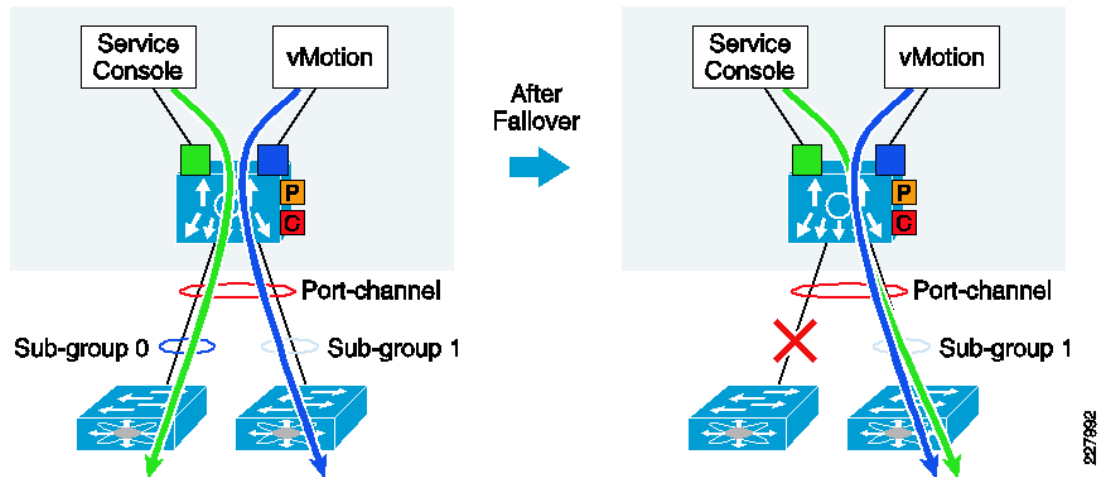 Service
Console
vMotion
P
C
Port-channel
Sub-group 0
Sub-group 1
After
Fallover
Service
Console
vMotion
P
C
Port-channel
Sub-group 1
227992